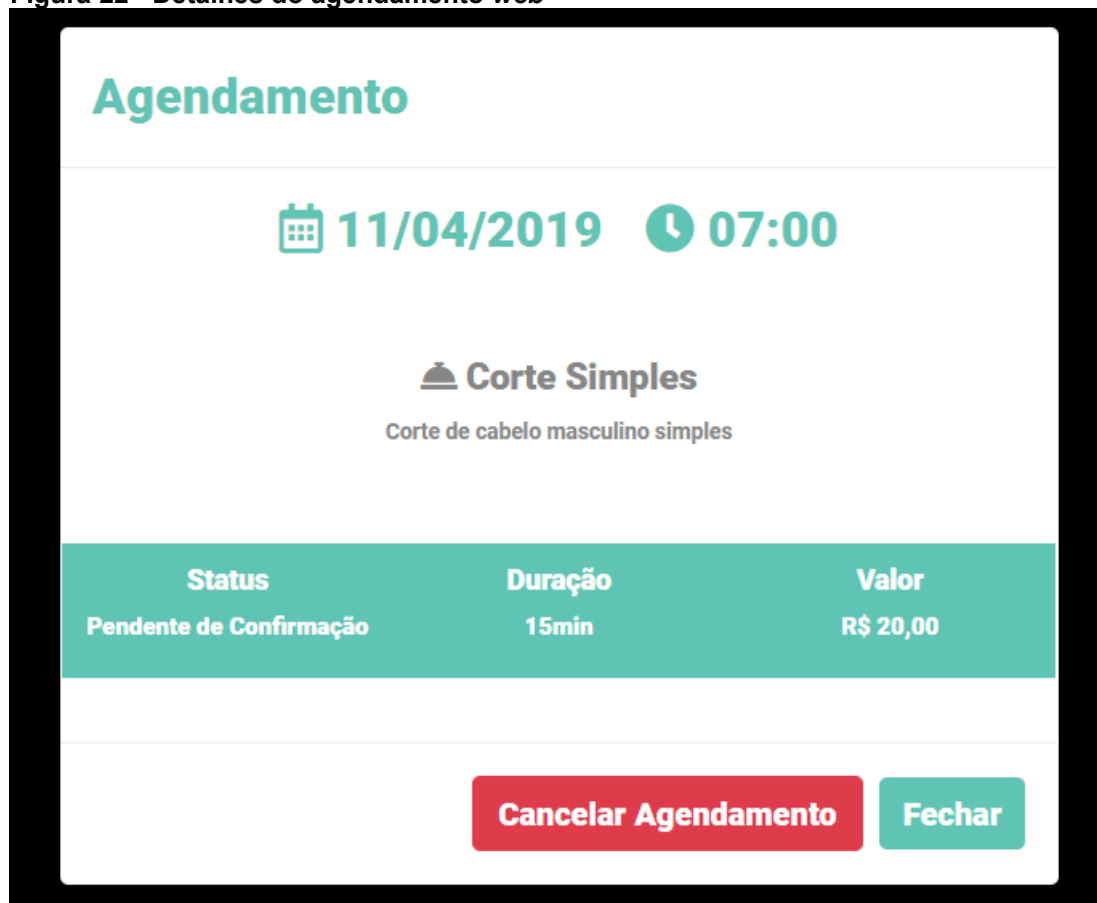 Figura 22 - Detalhes do agendamento web
Agendamento
11/04/2019 07:00
Corte Simples
Corte de cabelo masculino simples
Status Duração Valor
Pendente de Confirmação 15min R$ 20,00
Cancelar Agendamento Fechar